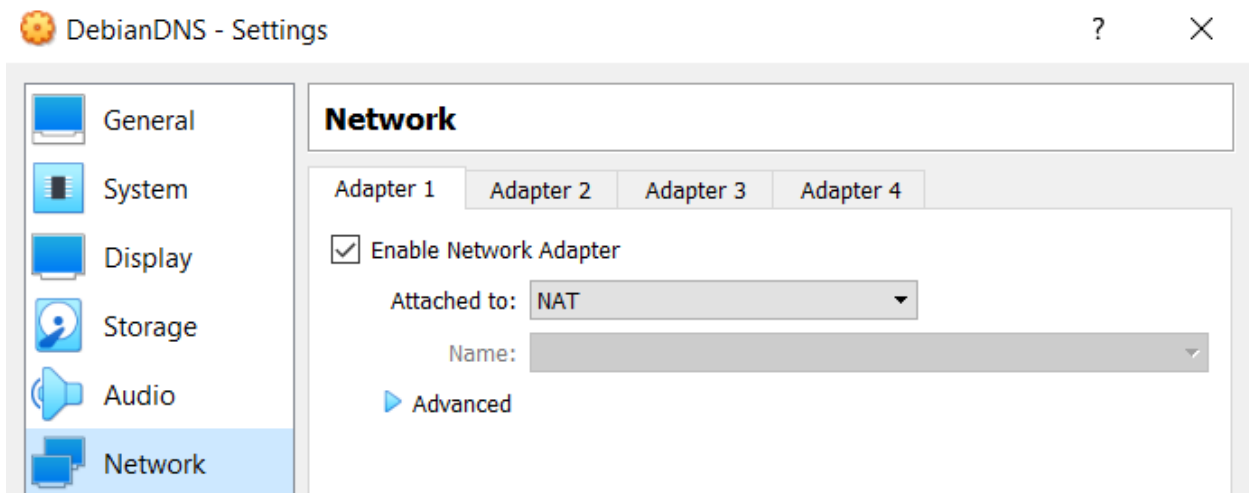 DebianDNS - Settings
?
General
System
Display
Storage
Audio
Network
Network
Adapter 1
Adapter 2
Adapter 3
Adapter 4
Enable Network Adapter
Attached to: NAT
Name:
Advanced